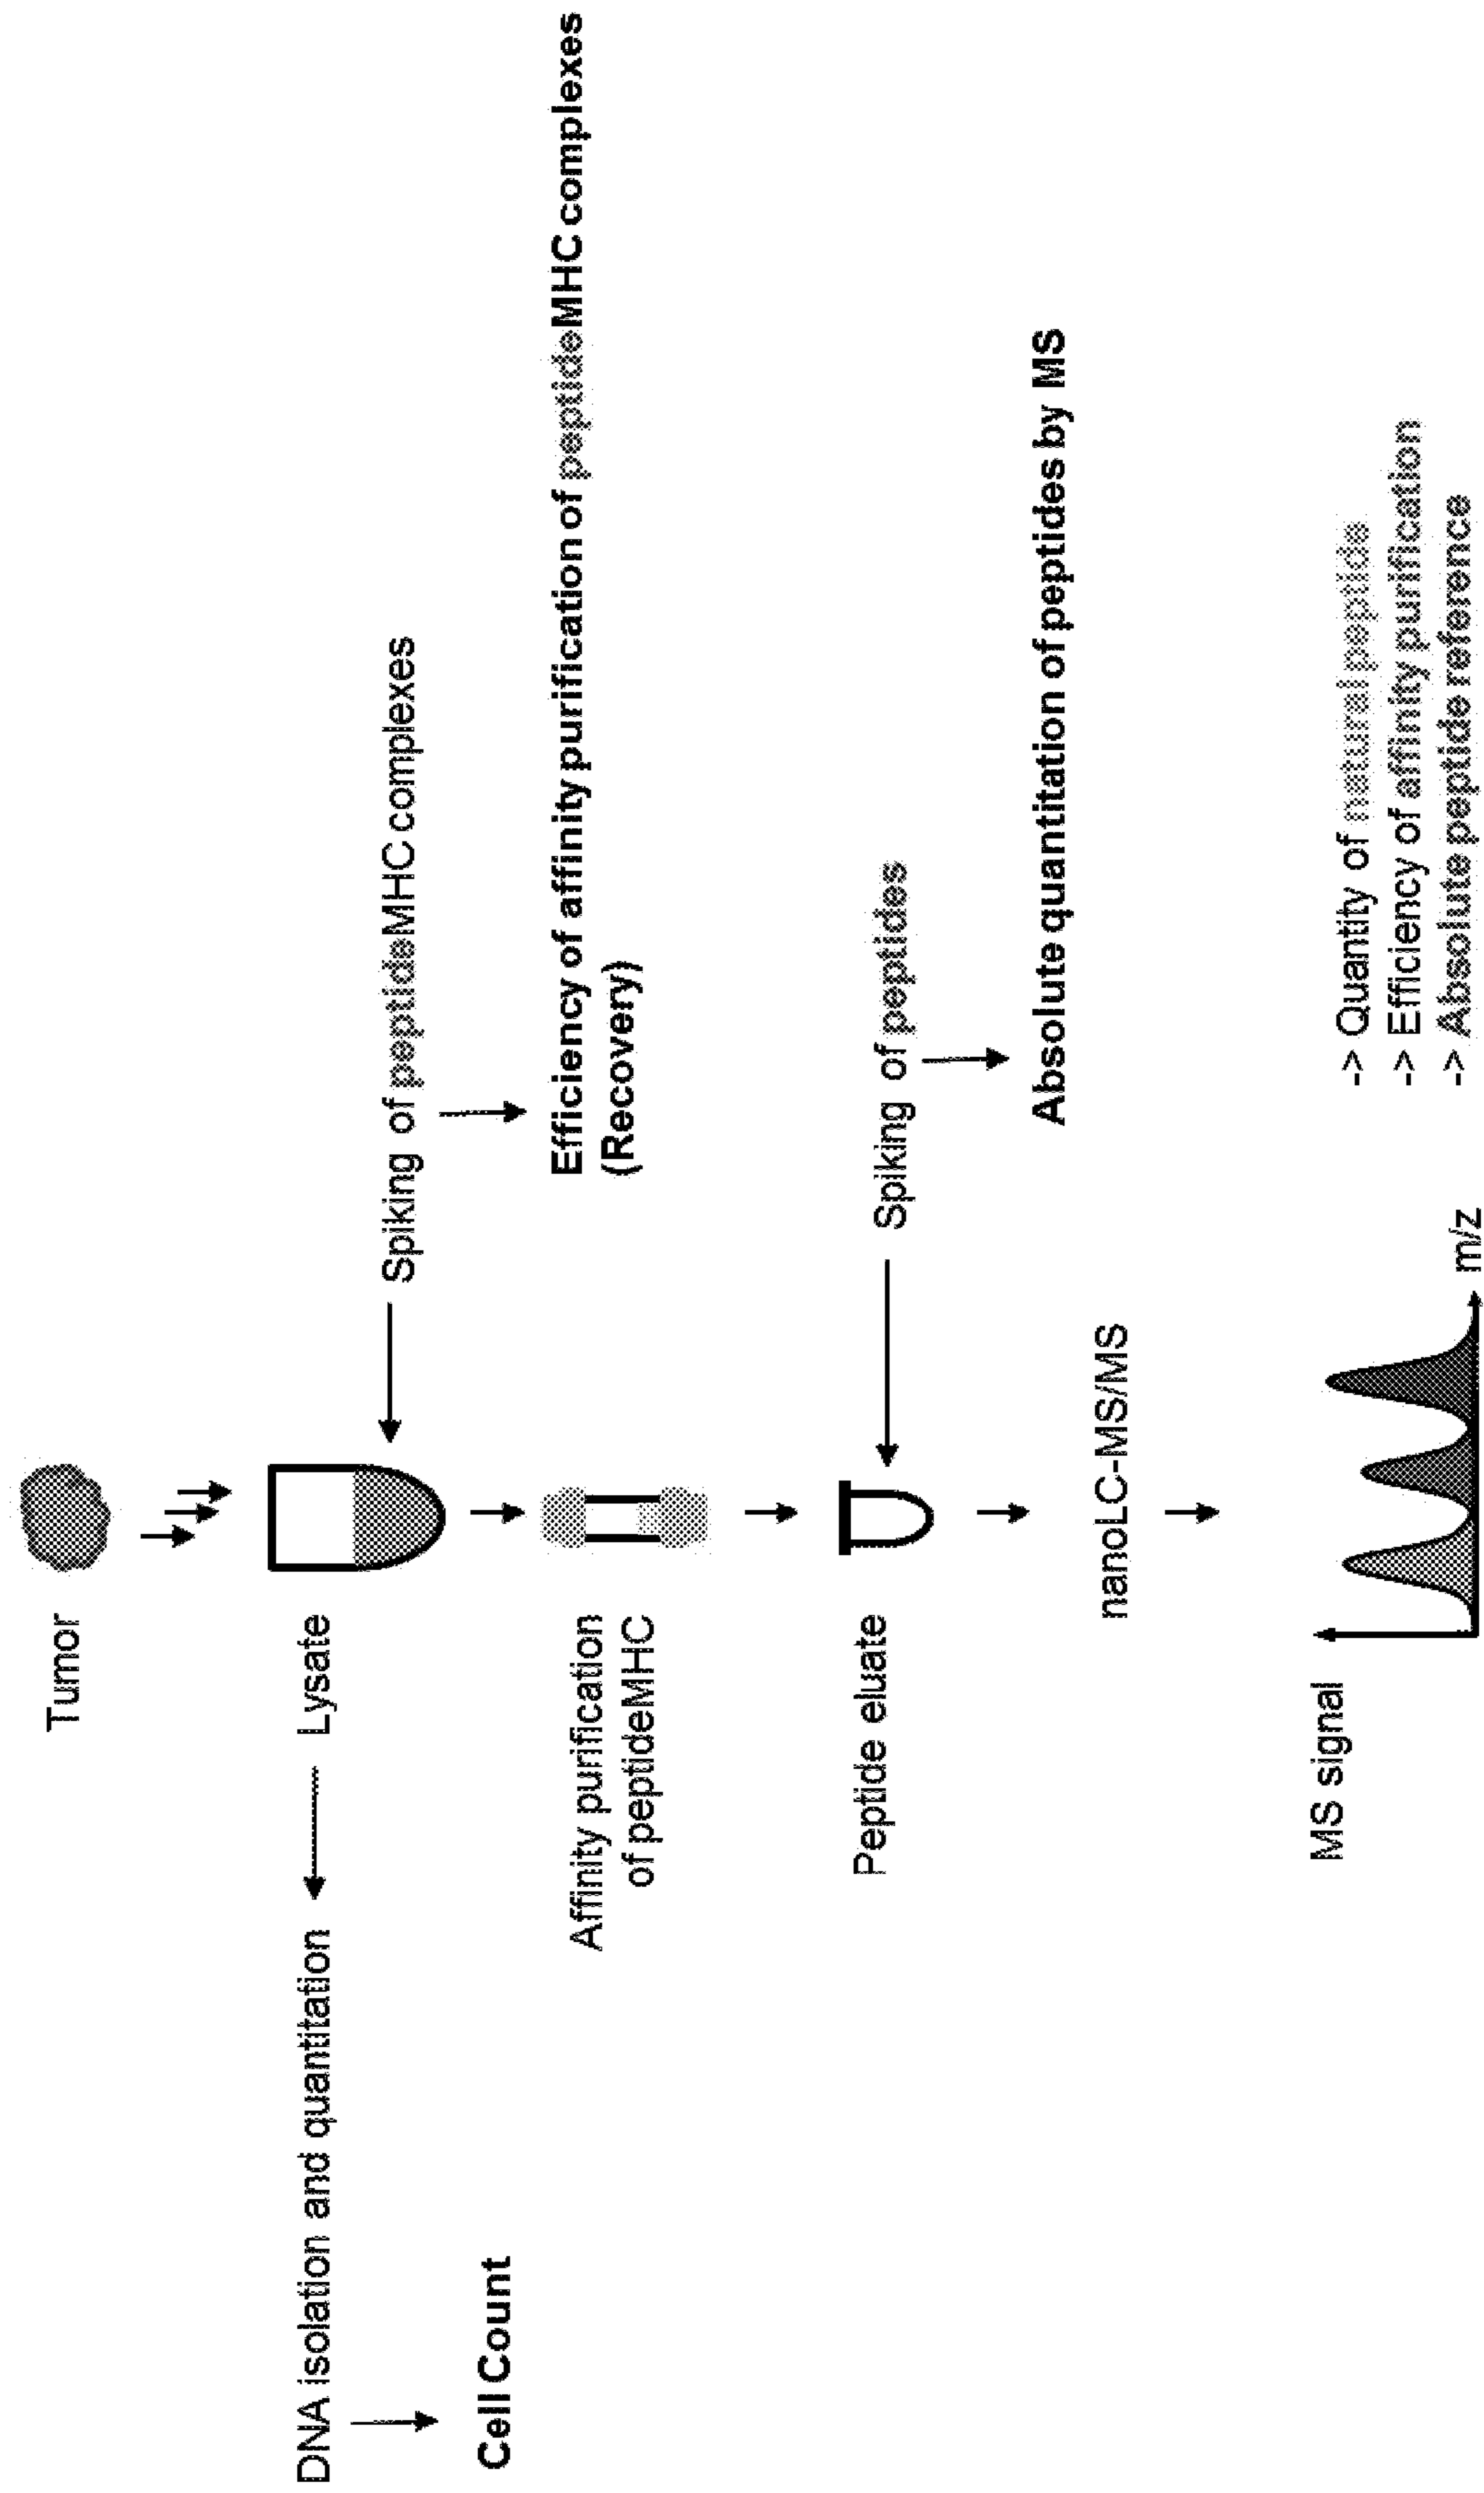 Tumor
DNA isolation and quantitation
Lysate
Spiking of peptideMHC complexes
Cell Count
Affinity purification
of peptideMHC
Efficiency of affinity purification of peptideMHC complexes
(Recovery)
Peptide eluate
Spiking of peptides
Absolute quantitation of peptides by MS
nanoLC-MS/MS
MS signal
m/z
-> Quantity of natural peptide
-> Efficiency of affinity purification
-> Absolute peptide reference